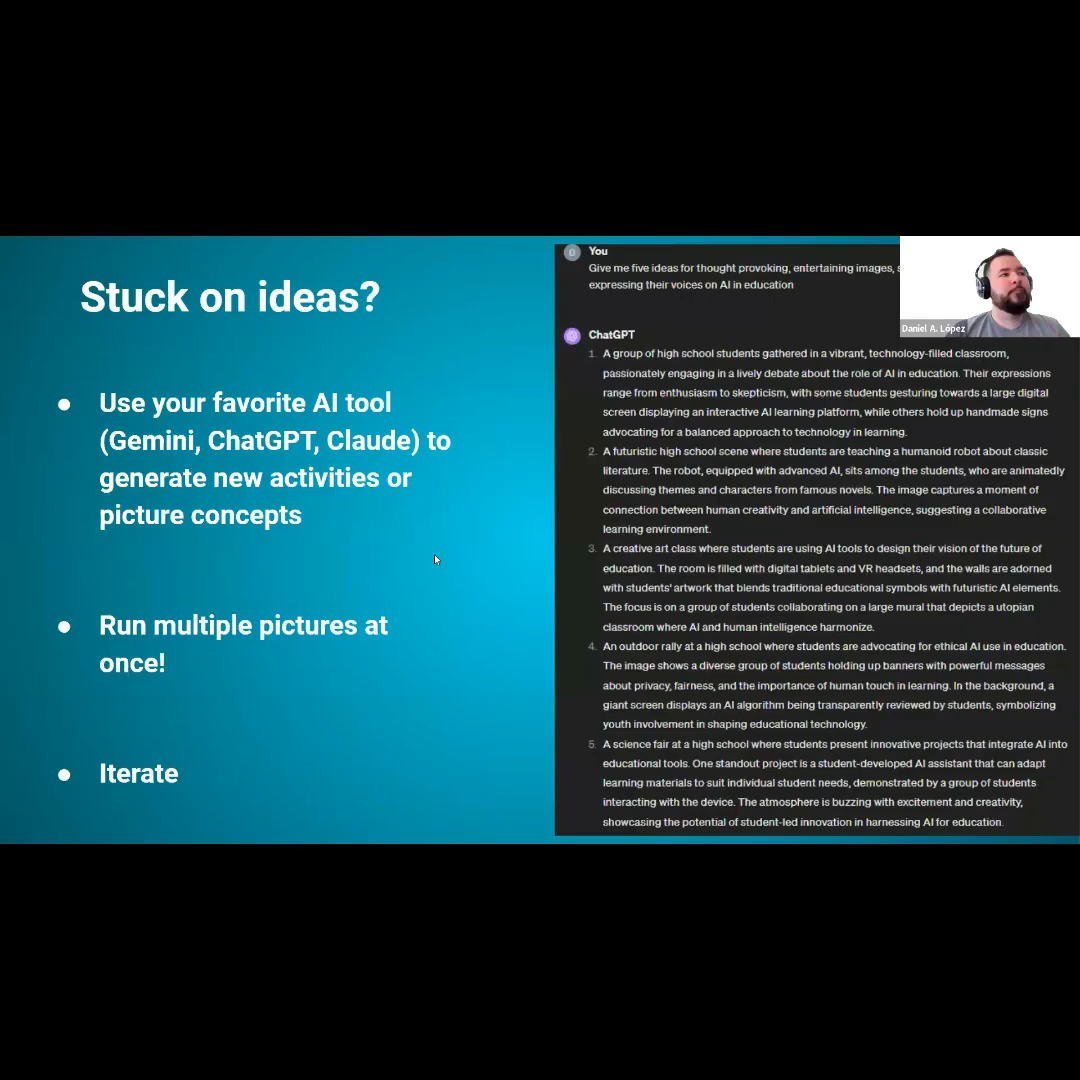 Stuck on ideas?
● Use your favorite AI tool
(Gemini, ChatGPT, Claude) to
generate new activities or
picture concepts
● Run multiple pictures at
once!
● Iterate
You
Give me five ideas for thought provoking, entertaining images,
expressing their voices on AI in education
ChatGPT
1. A group of high school students gathered in a vibrant, technology-filled classroom,
passionately engaging in a lively debate about the role of AI in education. Their expressions
range from enthusiasm to skepticism, with some students gesturing towards a large digital
screen displaying an interactive AI learning platform, while others hold up handmade signs
advocating for a balanced approach to technology in learning.
2. A futuristic high school scene where students are teaching a humanoid robot about classic
literature. The robot, equipped with advanced AI, sits among the students, who are animatedly
discussing themes and characters from famous novels. The image captures a moment of
connection between human creativity and artificial intelligence, suggesting a collaborative
learning environment.
3. A creative art class where students are using AI tools to design their vision of the future of
education. The room is filled with digital tablets and VR headsets, and the walls are adorned
with students' artwork that blends traditional educational symbols with futuristic AI elements.
The focus is on a group of students collaborating on a large mural that depicts a utopian
classroom where AI and human intelligence harmonize.
4. An outdoor rally at a high school where students are advocating for ethical AI use in education.
The image shows a diverse group of students holding up banners with powerful messages
about privacy, fairness, and the importance of human touch in learning. In the background, a
giant screen displays an AI algorithm being transparently reviewed by students, symbolizing
youth involvement in shaping educational technology.
5. A science fair at a high school where students present innovative projects that integrate AI into
educational tools. One standout project is a student-developed AI assistant that can adapt
learning materials to suit individual student needs, demonstrated by a group of students
interacting with the device. The atmosphere is buzzing with excitement and creativity,
showcasing the potential of student-led innovation in harnessing AI for education.
Daniel A. López